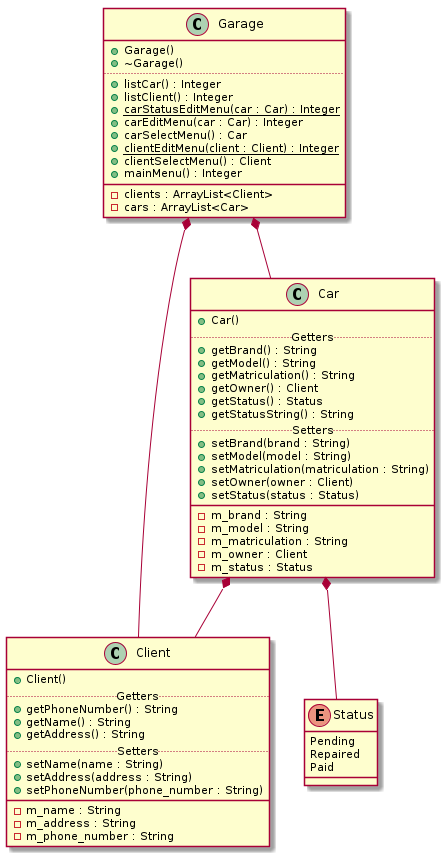 C Garage
Garage()
~Garage()
listCar() : Integer
listClient() : Integer
carStatusEditMenu(car : Car) : Integer
carEditMenu(car : Car) : Integer
carSelectMenu() : Car
clientEditMenu(client : Client) : Integer
clientSelectMenu() : Client
mainMenu() : Integer
clients : ArrayList<Client>
cars : ArrayList<Car>
C Car
Car()
Getters
getBrand() : String
getModel() : String
getMatriculation() : String
getOwner() : Client
getStatus() : Status
getStatusString() : String
Setters
setBrand(brand : String)
setModel(model : String)
setMatriculation(matriculation : String)
setOwner(owner : Client)
setStatus(status : Status)
m_brand : String
m_model : String
m_matriculation : String
m_owner : Client
m_status : Status
C Client
Client()
Getters
getPhoneNumber() : String
getName() : String
getAddress() : String
Setters
setName(name : String)
setAddress(address : String)
setPhoneNumber(phone_number : String)
m_name : String
m_address : String
m_phone_number : String
E Status
Pending
Repaired
Paid